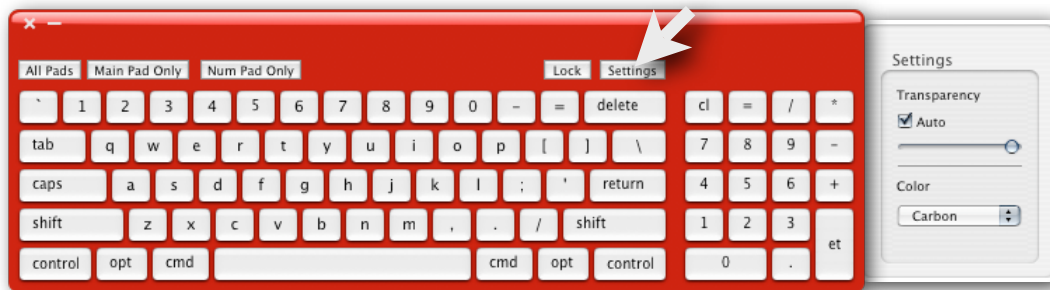 All Pads Main Pad Only Num Pad Only Lock Settings
` 1 2 3 4 5 6 7 8 9 0 - = delete cl = / *
tab q w e r t y u i o p [ ] \ 7 8 9 -
caps a s d f g h j k l ; ' return 4 5 6 +
shift z x c v b n m , . / shift 1 2 3
et
control opt cmd cmd opt control 0 .
Settings
Transparency
Auto
Color
Carbon